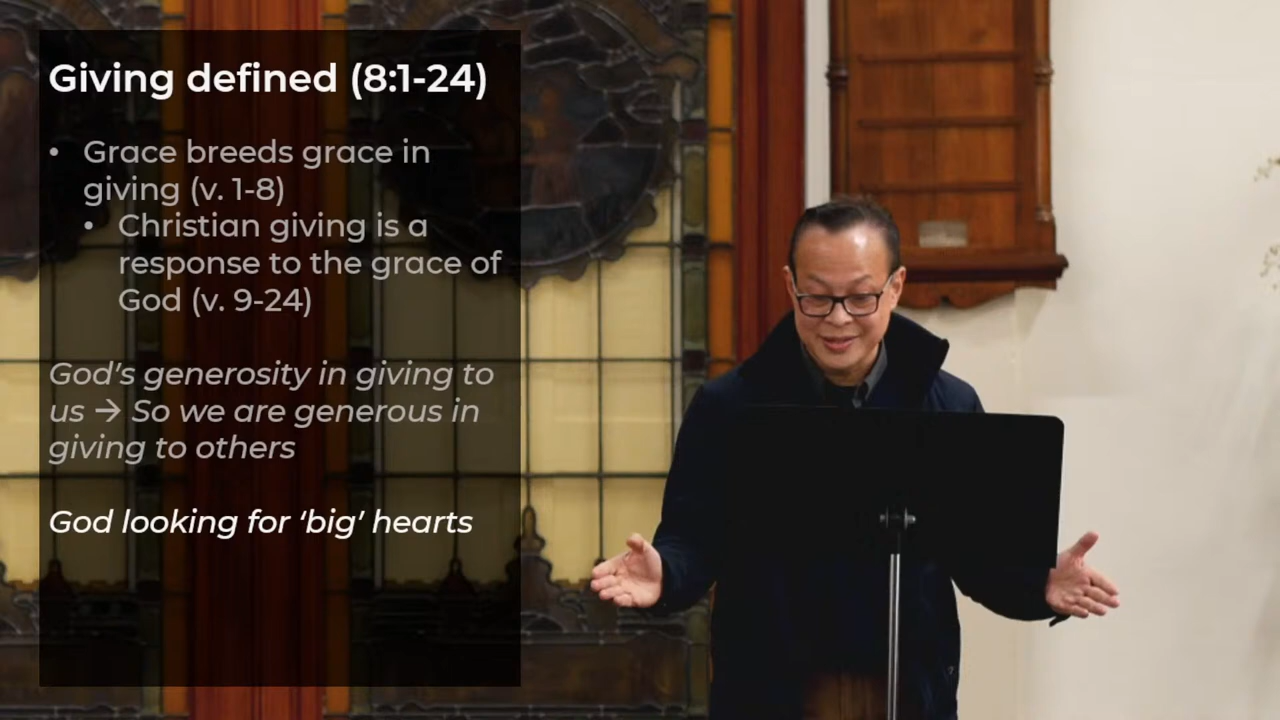 Giving defined (8:1-24)
• Grace breeds grace in
giving (v. 1-8)
• Christian giving is a
response to the grace of
God (v. 9-24)
God's generosity in giving to
us → So we are generous in
giving to others
God looking for ‘big’ hearts